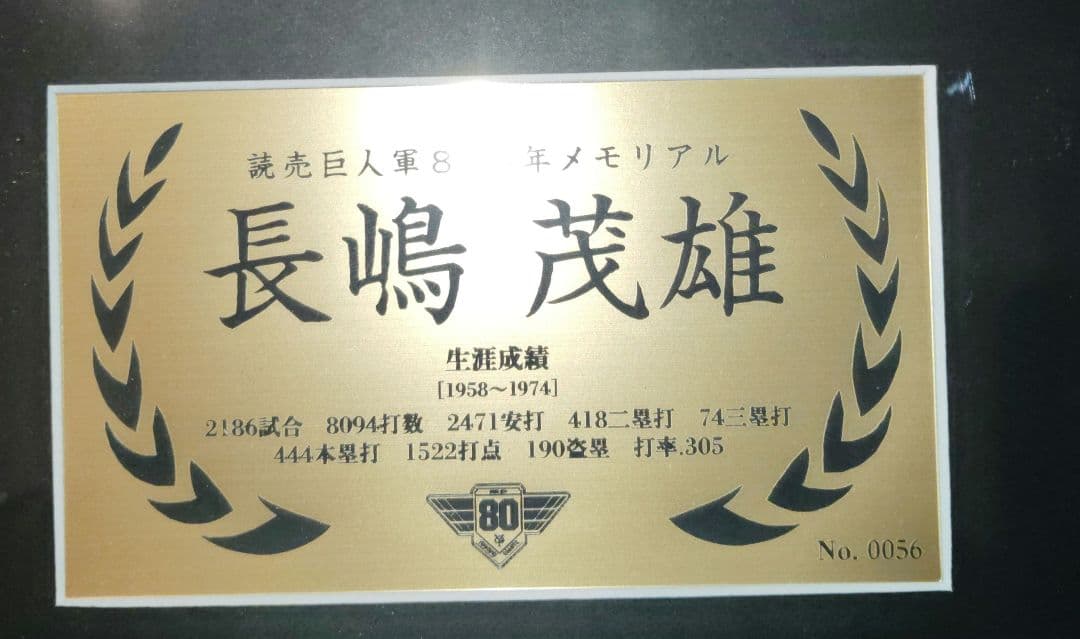 読売巨人軍8 年メモリアル
長嶋 茂雄
生涯成績
[1958〜1974]
2186試合 8094打数 2471安打 418二塁打 74三塁打
444本塁打 1522打点 190盗塁 打率.305
80
No. 0056